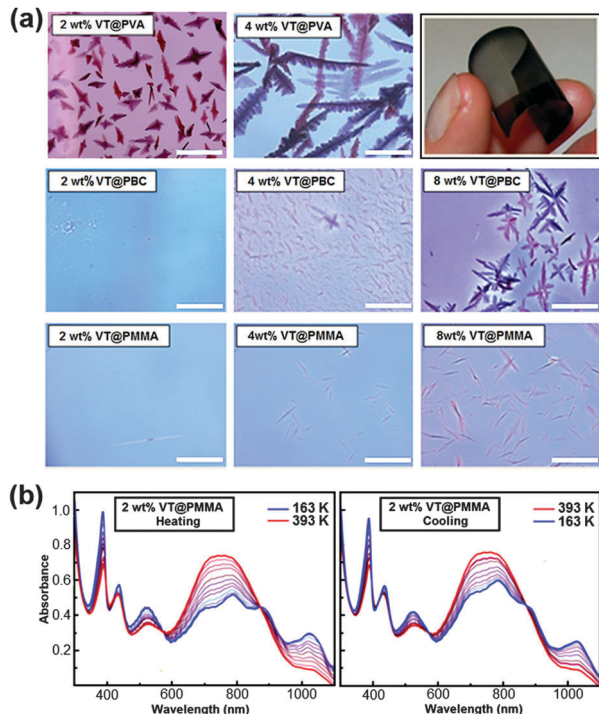 (a)
2 wt% VT@PVA
4 wt% VT@PVA
2 wt% VT@PBC
4 wt% VT@PBC
8 wt% VT@PBC
2 wt% VT@PMMA
4wt% VT@PMMA
8wt% VT@PMMA
(b)
2 wt% VT@PMMA
Heating
163 K
393 K
2 wt% VT@PMMA
Cooling
393 K
163 K
Absorbance
1.0
0.8
0.6
0.4
0.2
400 600 800 1000
Wavelength (nm)
400 600 800 1000
Wavelength (nm)